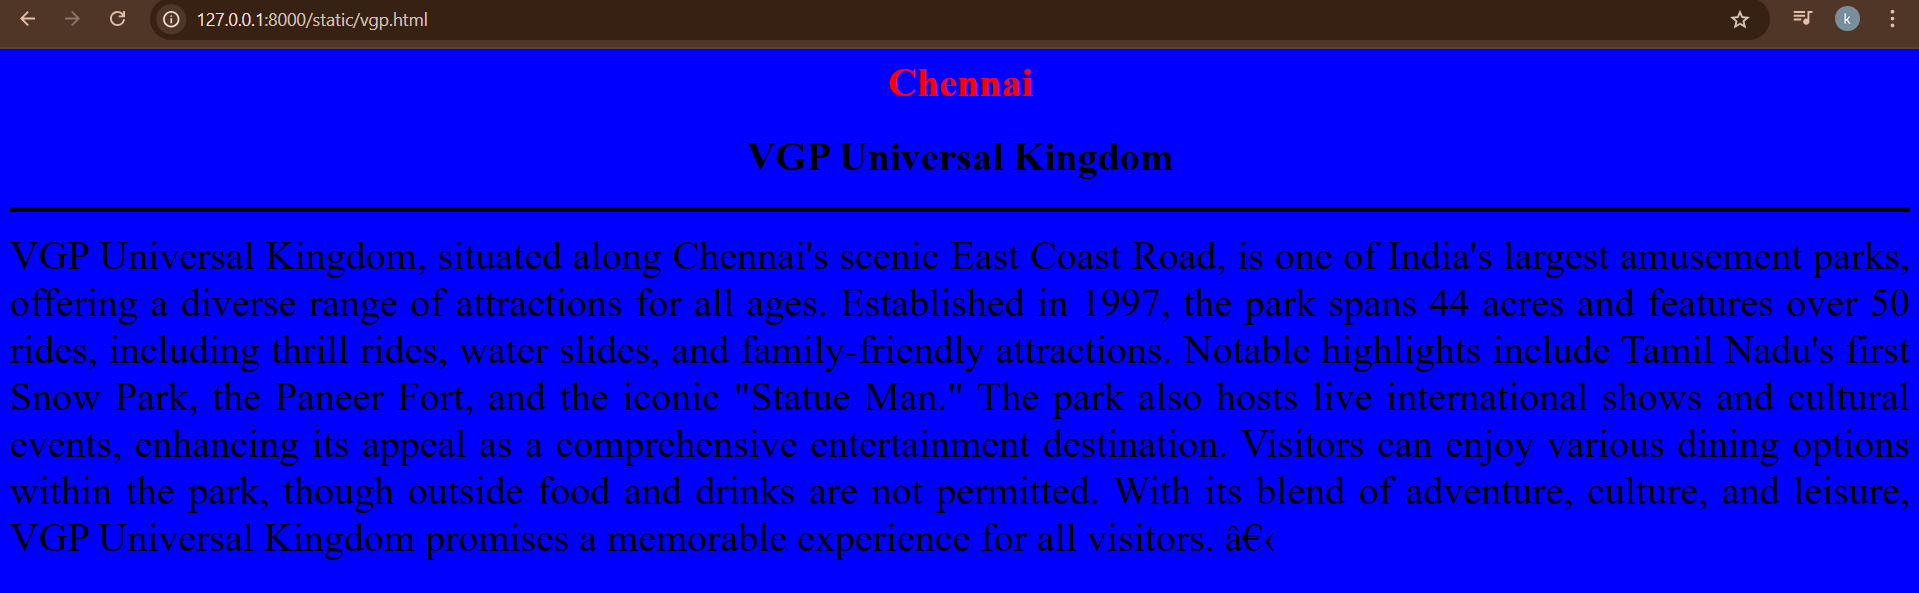 127.0.0.1:8000/static/vgp.html
k
Chennai
VGP Universal Kingdom
VGP Universal Kingdom, situated along Chennai's scenic East Coast Road, is one of India's largest amusement parks,
offering a diverse range of attractions for all ages. Established in 1997, the park spans 44 acres and features over 50
rides, including thrill rides, water slides, and family-friendly attractions. Notable highlights include Tamil Nadu's first
Snow Park, the Paneer Fort, and the iconic "Statue Man." The park also hosts live international shows and cultural
events, enhancing its appeal as a comprehensive entertainment destination. Visitors can enjoy various dining options
within the park, though outside food and drinks are not permitted. With its blend of adventure, culture, and leisure,
VGP Universal Kingdom promises a memorable experience for all visitors. â€‹